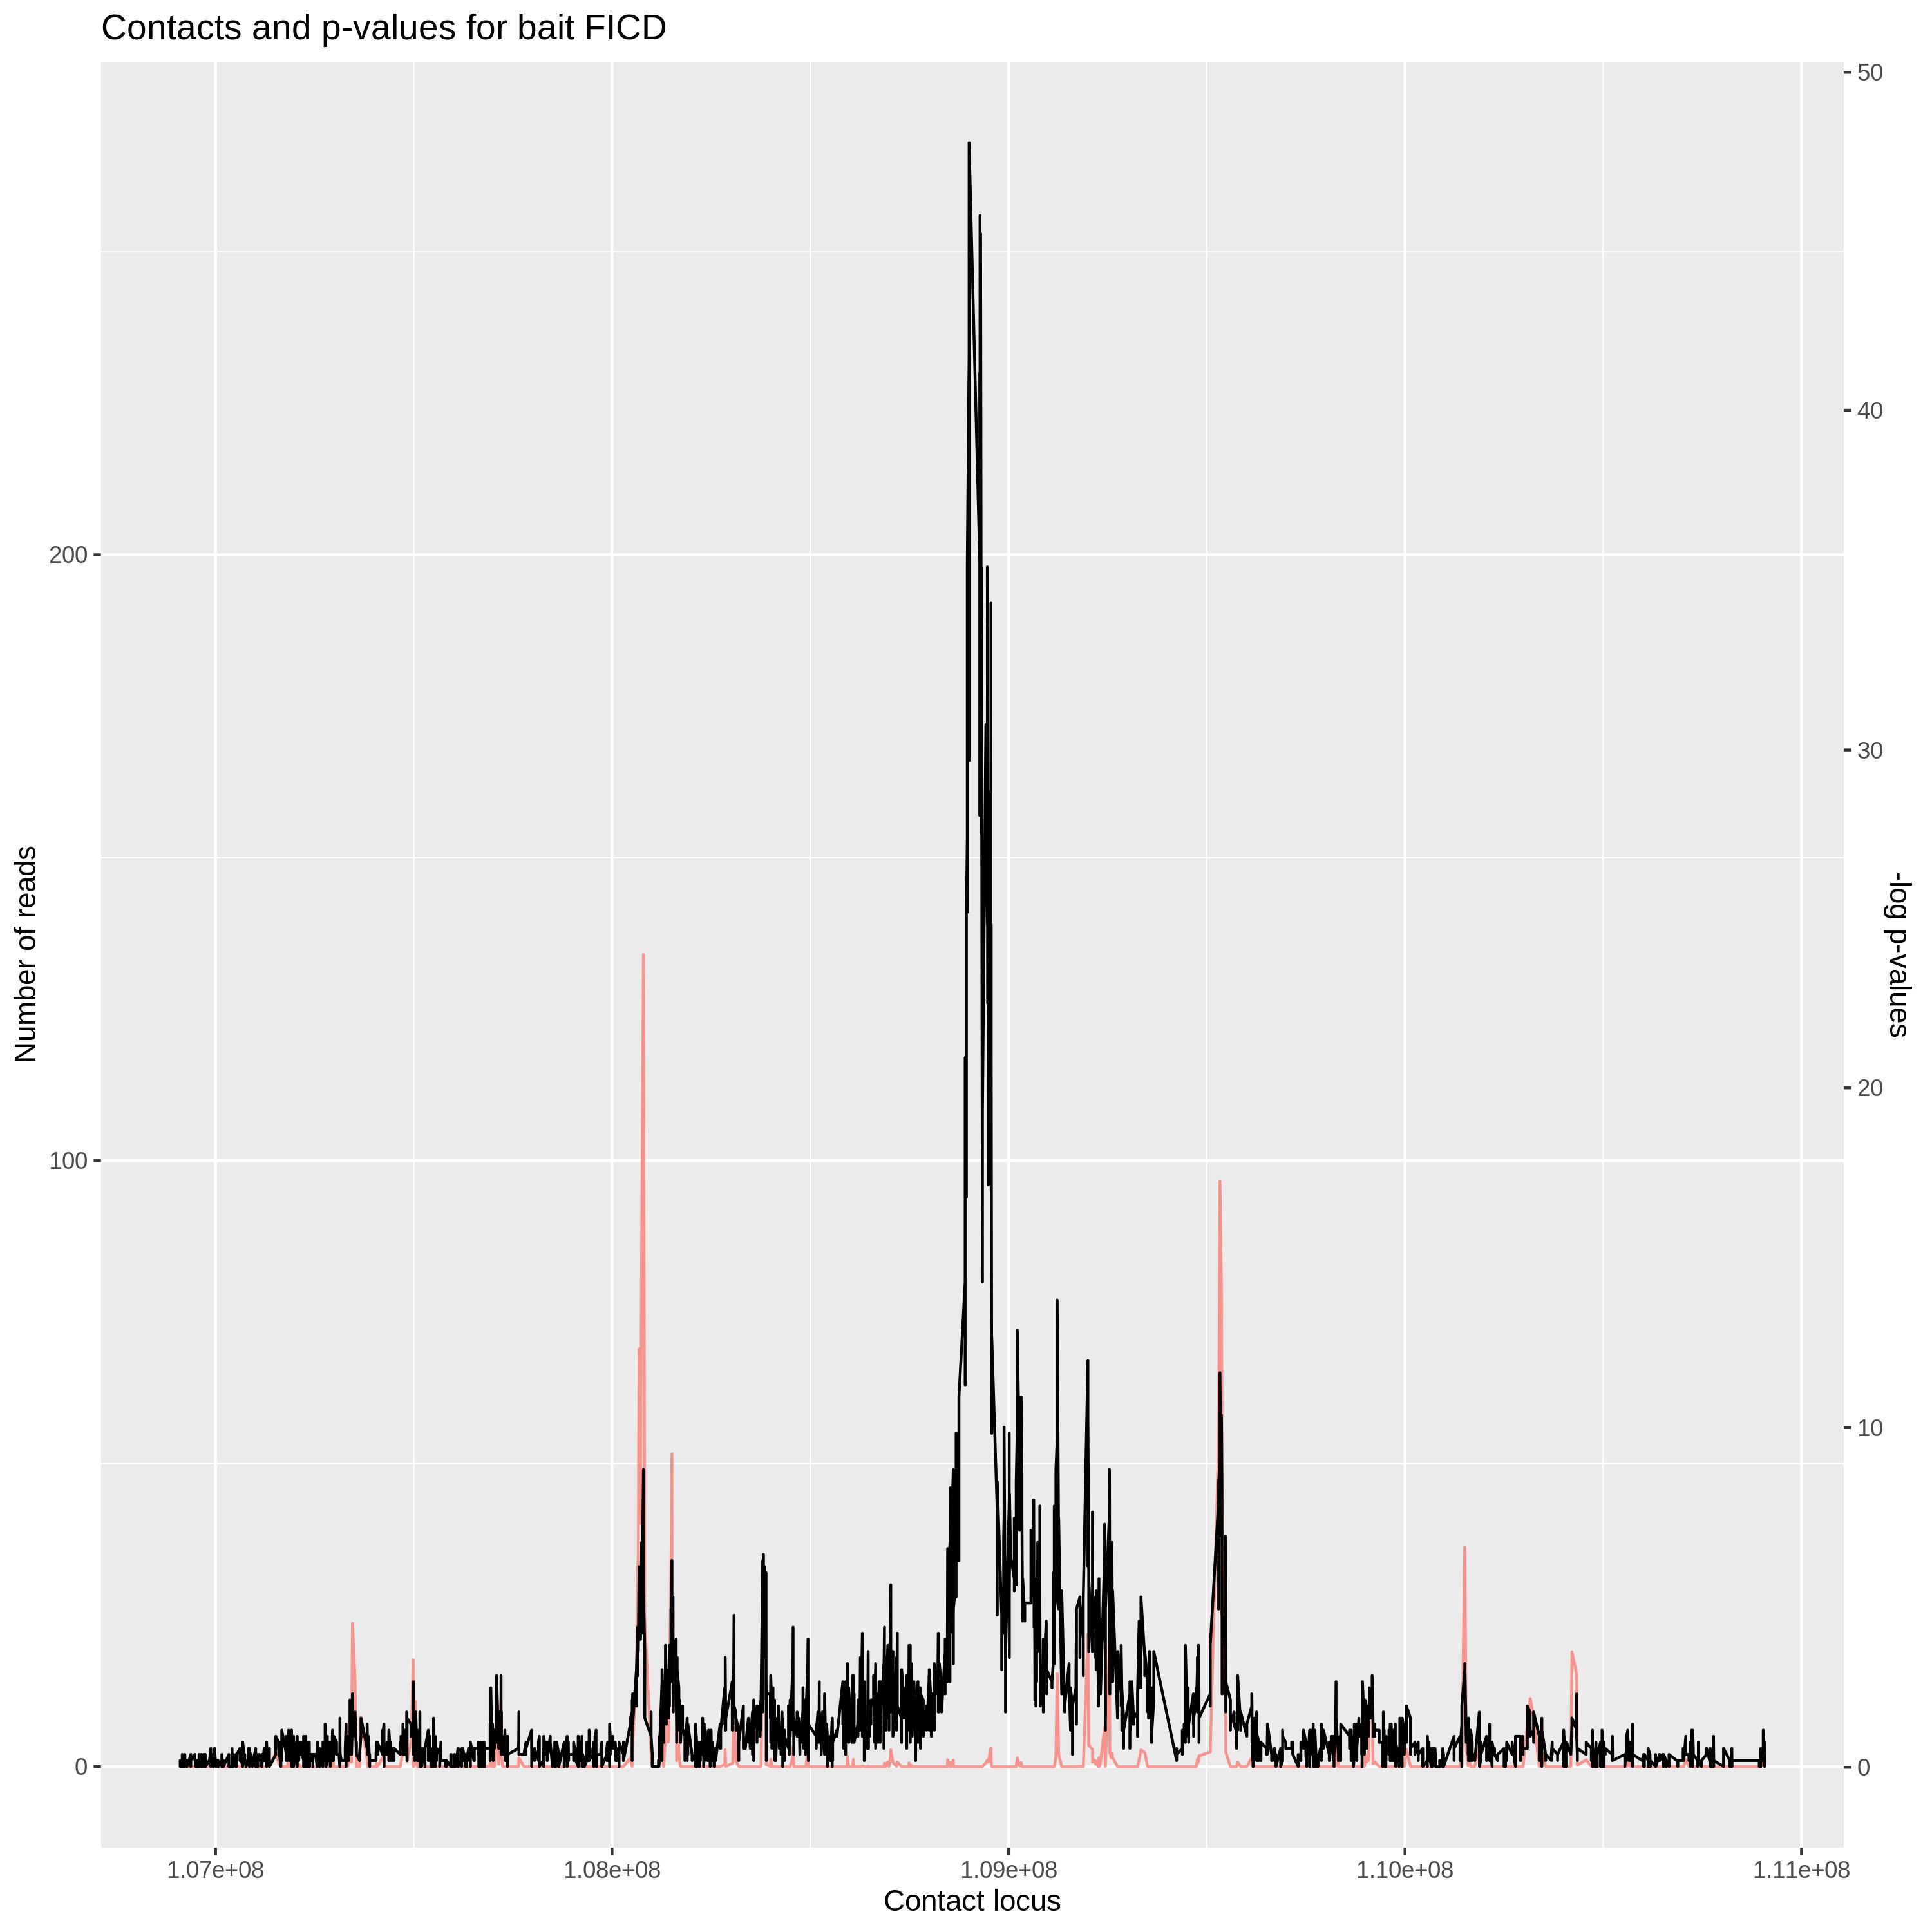 Contacts and p-values for bait FICD
50
40
30
20
10
0
200
100
0
Number of reads
-log p-values
1.07e+08
1.08e+08
1.09e+08
1.10e+08
1.11e+08
Contact locus